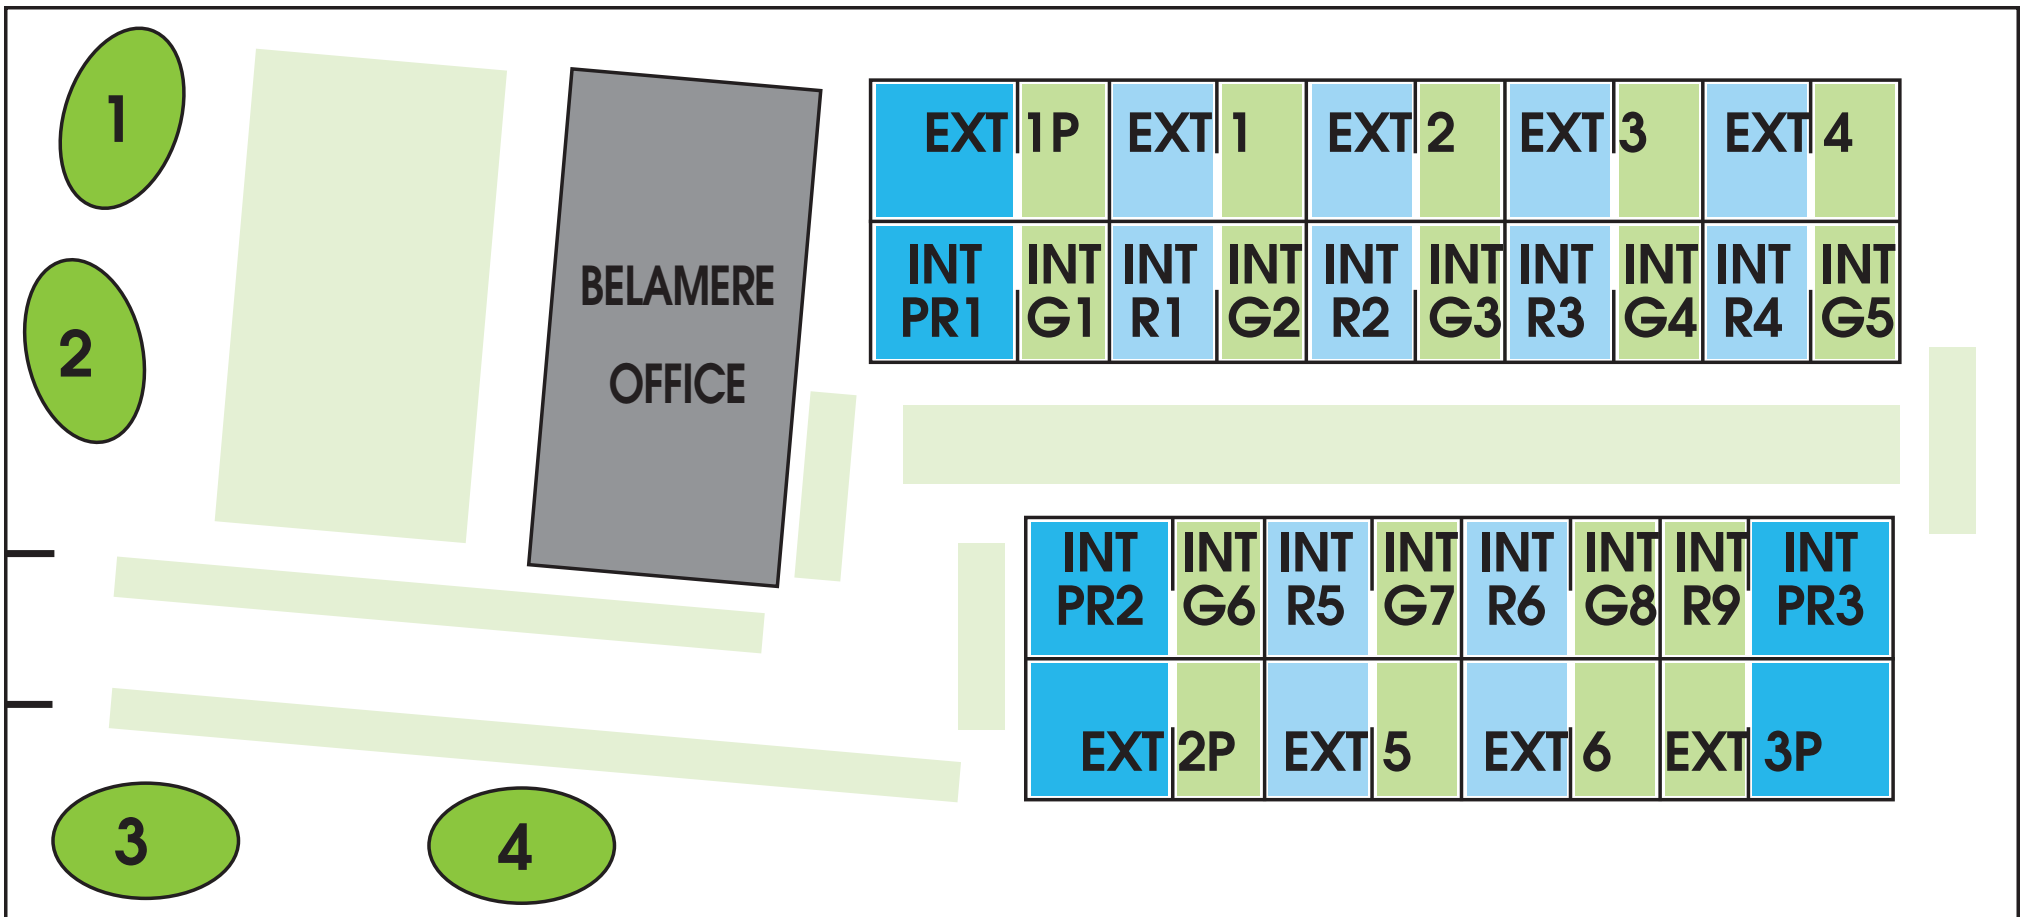 1
2
BELAMERE
OFFICE
EXT 1P EXT 1 EXT 2 EXT 3 EXT 4
INT INT INT INT INT INT INT INT INT INT
PR1 G1 R1 G2 R2 G3 R3 G4 R4 G5
INT INT INT INT INT INT INT INT
PR2 G6 R5 G7 R6 G8 R9 PR3
EXT 2P EXT 5 EXT 6 EXT 3P
3
4